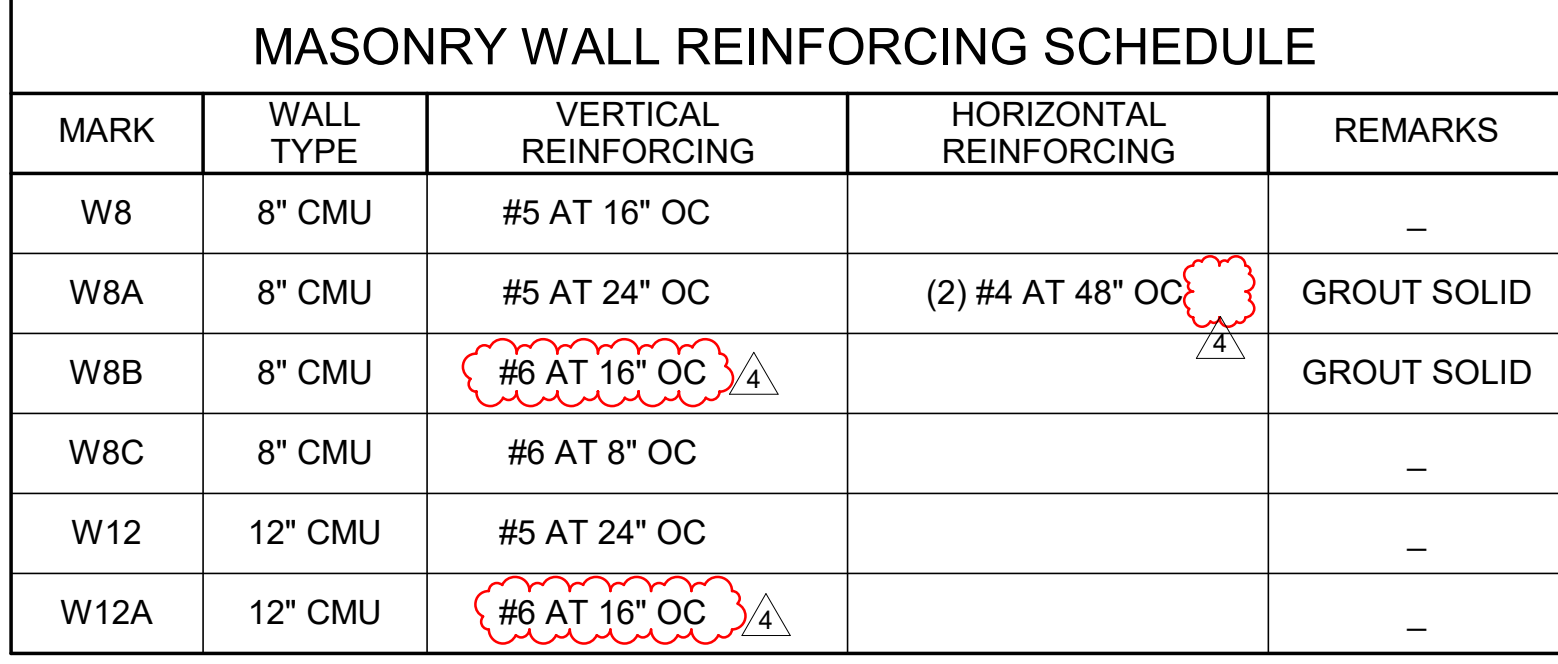 MASONRY WALL REINFORCING SCHEDULE
MARK
WALL
TYPE
VERTICAL
REINFORCING
HORIZONTAL
REINFORCING
REMARKS
W8 8" CMU #5 AT 16" OC _
W8A 8" CMU #5 AT 24" OC (2) #4 AT 48" OC GROUT SOLID
4
W8B 8" CMU #6 AT 16" OC 4 GROUT SOLID
W8C 8" CMU #6 AT 8" OC _
W12 12" CMU #5 AT 24" OC _
W12A 12" CMU #6 AT 16" OC 4 _